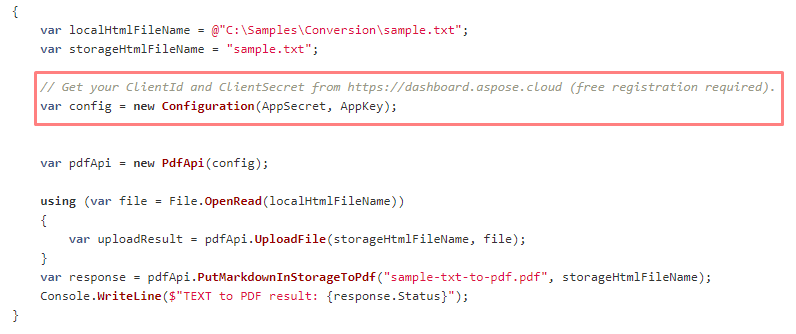 {
    var localHtmlFileName = @"C:\Samples\Conversion\sample.txt";
    var storageHtmlFileName = "sample.txt";
    // Get your ClientId and ClientSecret from https://dashboard.aspose.cloud (free registration required).
    var config = new Configuration(AppSecret, AppKey);
    var pdfApi = new PdfApi(config);
    using (var file = File.OpenRead(localHtmlFileName))
    {
        var uploadResult = pdfApi.UploadFile(storageHtmlFileName, file);
    }
    var response = pdfApi.PutMarkdownInStorageToPdf("sample-txt-to-pdf.pdf", storageHtmlFileName);
    Console.WriteLine($"TEXT to PDF result: {response.Status}");
}